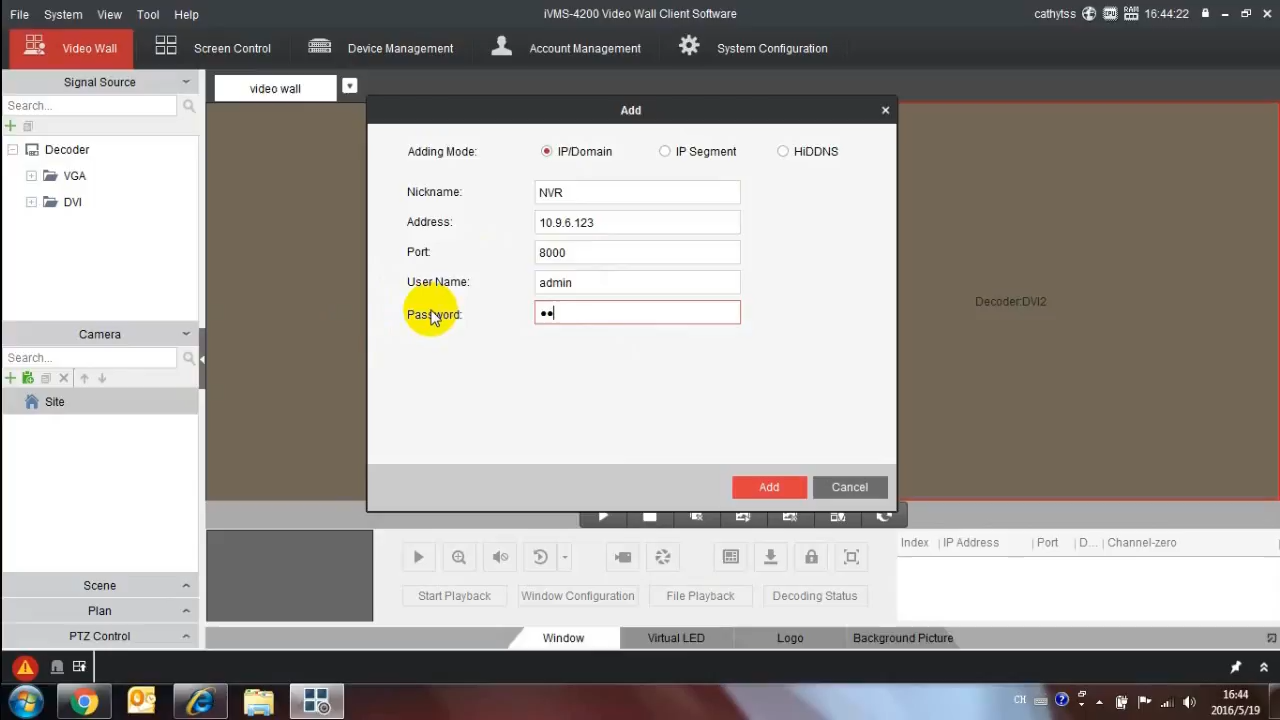 File System View Tool Help iVMS-4200 Video Wall Client Software cathytss 16:44:22
Video Wall Screen Control Device Management Account Management System Configuration
Signal Source
video wall
Search...
Add
Decoder
Adding Mode: IP/Domain IP Segment HiDDNS
VGA
Nickname: NVR
DVI
Address: 10.9.6.123
Port: 8000
User Name: admin
Decoder:DVI2
Password: ••
Camera
Search...
Site
Add Cancel
Index IP Address Port D... Channel-zero
Scene
Start Playback Window Configuration File Playback Decoding Status
Plan
PTZ Control
Window Virtual LED Logo Background Picture
CH 16:44
2016/5/19